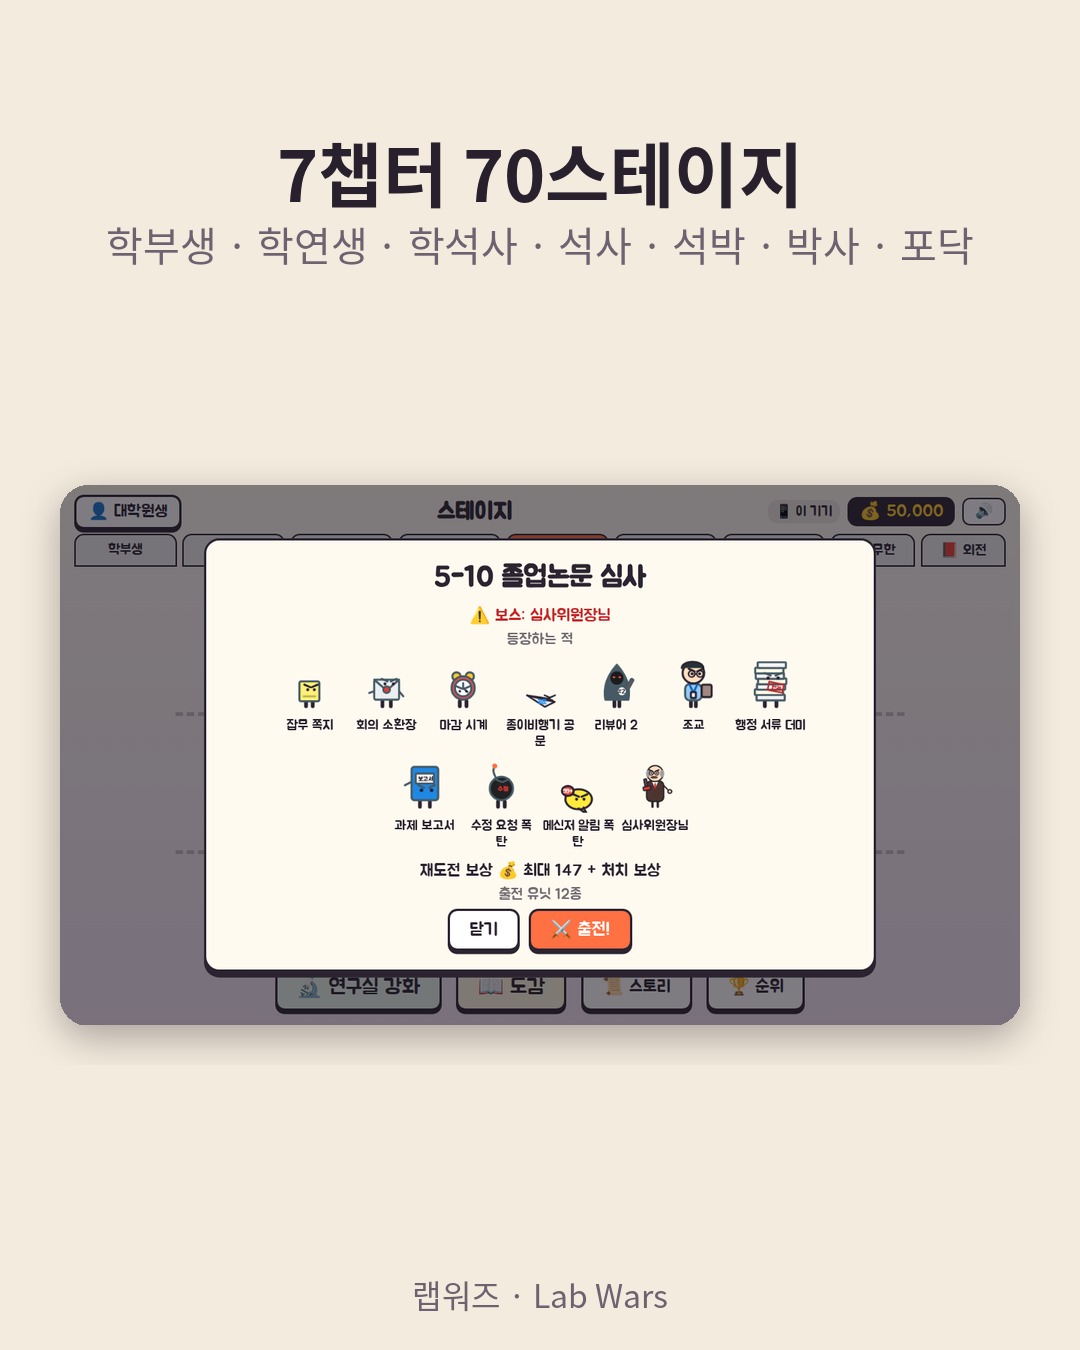 7챕터 70스테이지
학부생 · 학연생 · 학석사 · 석사 · 석박 · 박사 · 포닥
대학원생
스테이지
이 기기
50,000
학부생
외전
5-10 졸업논문 심사
보스: 심사위원장님
등장하는 적
잡무 쪽지
회의 소환장
마감 시계
종이비행기 공
문
리뷰어 2
조교
행정 서류 더미
보고서
수정
과제 보고서
수정 요청 폭
탄
메신저 알림 폭
탄
심사위원장님
재도전 보상 💰 최대 147 + 처치 보상
출전 유닛 12종
닫기
⚔️ 출전!
연구실 강화
도감
스토리
순위
랩워즈 · Lab Wars